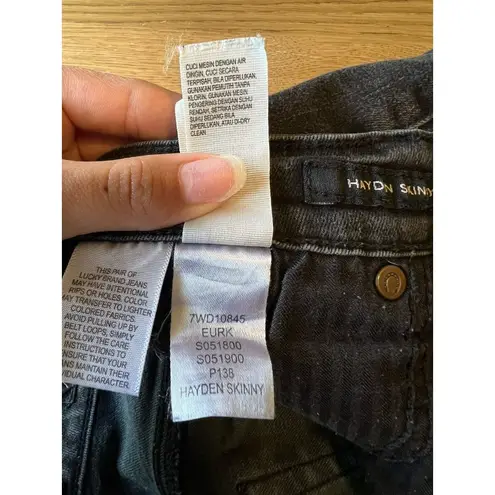 CUCI MESIN DENGAN AIR
DINGIN, CUCI SECARA
TERPISAH, BILA DIPERLUKAN,
GUNAKAN PEMUTIH TANPA
KLORIN, GUNAKAN MESIN
PENGERING DENGAN SUHU
RENDAH, SETRIKA DENGAN
SUHU SEDANG BILA
DIPERLUKAN, ATAU DI-DRY
CLEAN
HAYDN SKINNY
THIS PAIR OF
LUCKY BRAND JEANS
MAY HAVE INTENTIONAL
RIPS OR HOLES, COLOR
MAY TRANSFER TO LIGHTER
COLORED FABRICS.
AVOID PULLING UP BY
BELT LOOPS, SIMPLY
FOLLOW THE CARE
INSTRUCTIONS TO
ENSURE THAT YOUR
JEANS MAINTAIN THEIR
IVIDUAL CHARACTER.
7WD10845
EURK
S051800
S051900
P138
HAYDEN SKINNY